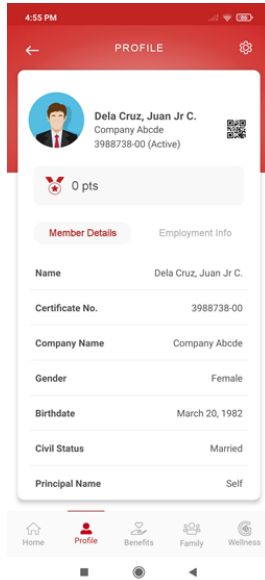 4:55 PM
PROFILE
Dela Cruz, Juan Jr C.
Company Abcde
3988738-00 (Active)
0 pts
Member Details Employment Info
Name Dela Cruz, Juan Jr C.
Certificate No. 3988738-00
Company Name Company Abcde
Gender Female
Birthdate March 20, 1982
Civil Status Married
Principal Name Self
Home Profile Benefits Family Wellness